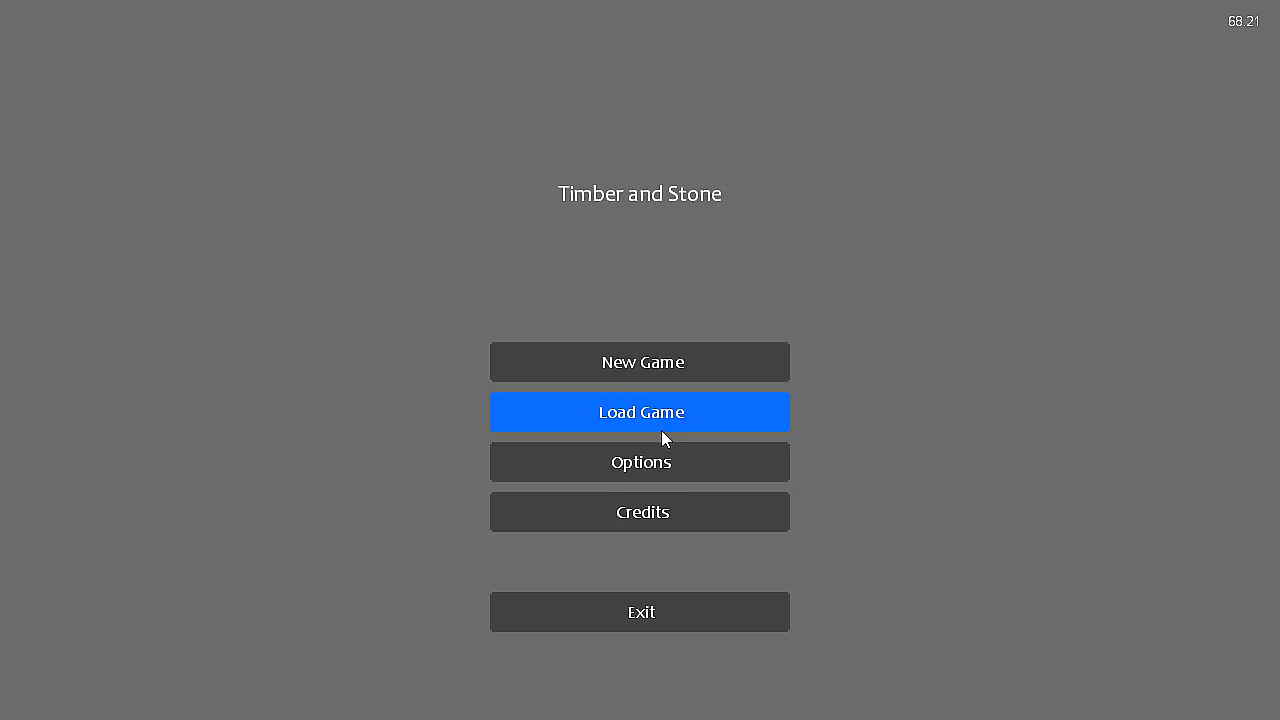 68.21
Timber and Stone
New Game
Load Game
Options
Credits
Exit